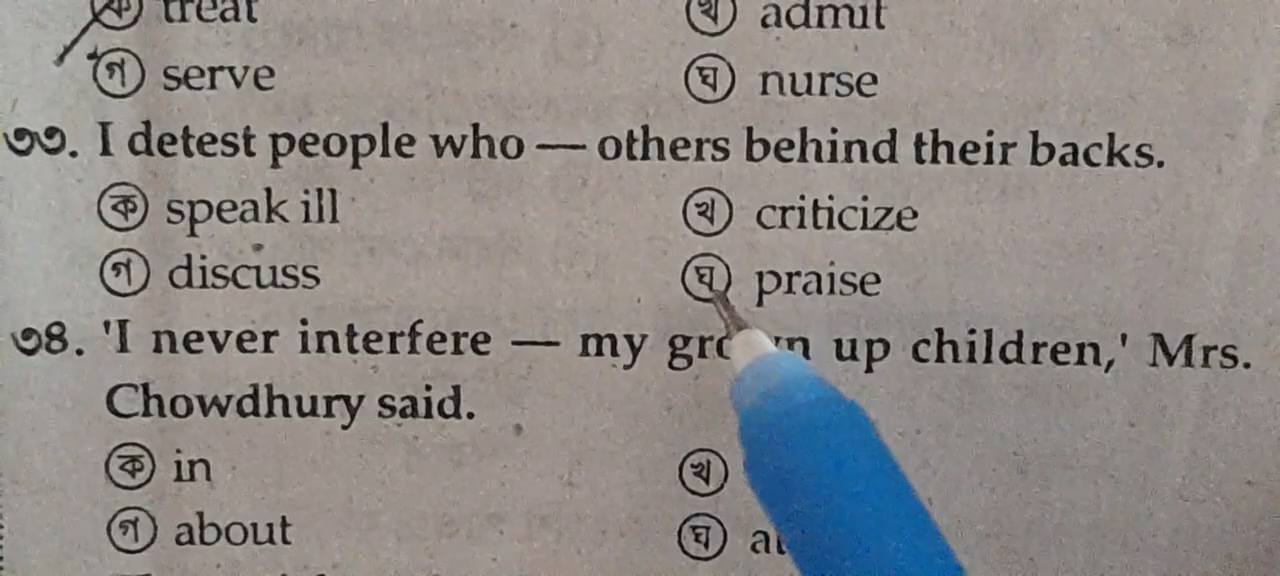 ক treat খ admit
গ serve ঘ nurse
৩৩. I detest people who — others behind their backs.
ক speak ill খ criticize
গ discuss ঘ praise
৩৪. 'I never interfere — my up children,' Mrs.
Chowdhury said.
ক in খ
গ about ঘ